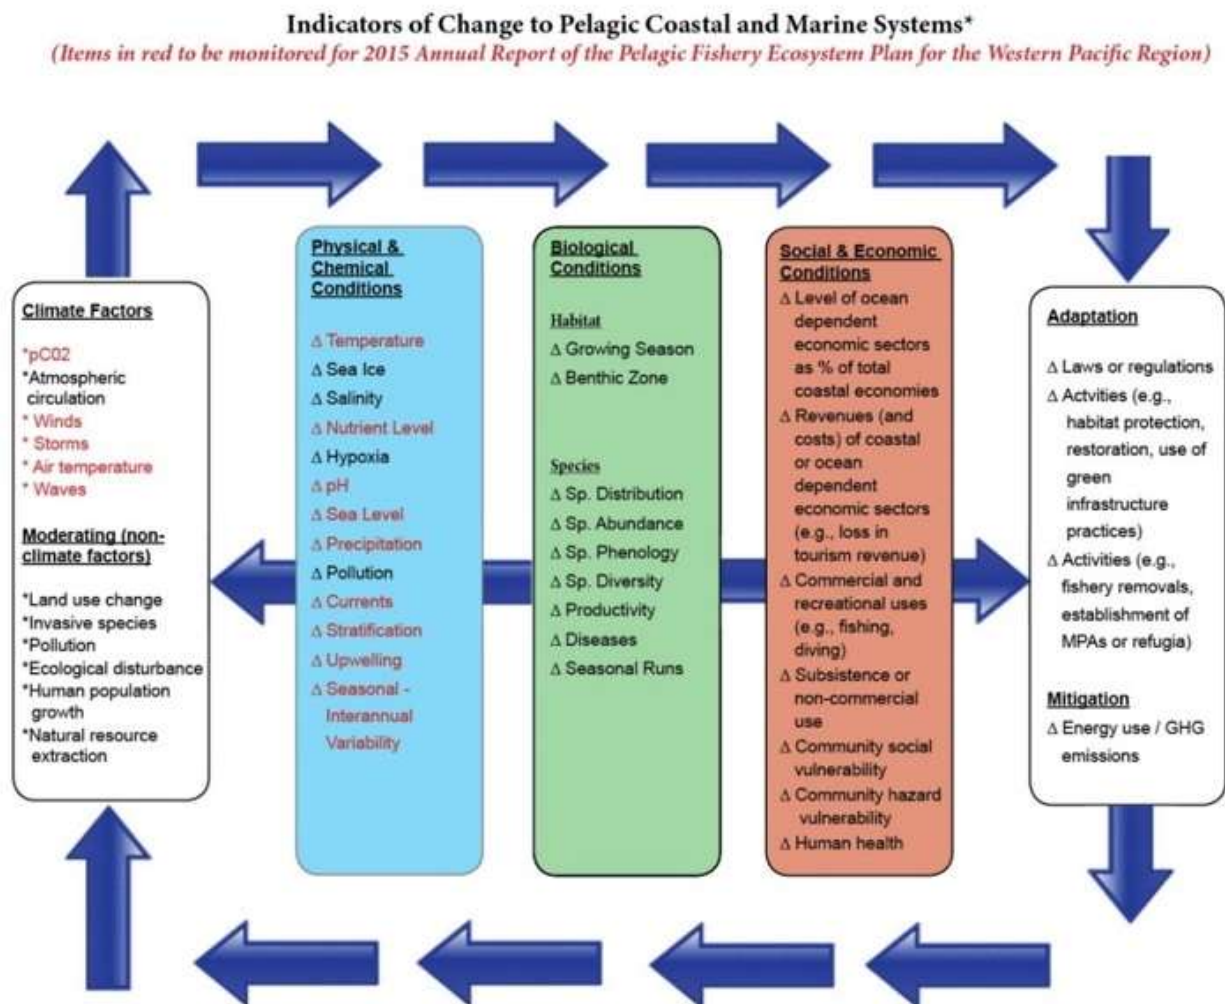 Indicators of Change to Pelagic Coastal and Marine Systems*
(Items in red to be monitored for 2015 Annual Report of the Pelagic Fishery Ecosystem Plan for the Western Pacific Region)
Climate Factors
*pC02
*Atmospheric
circulation
* Winds
* Storms
* Air temperature
* Waves
Moderating (non-
climate factors)
*Land use change
*Invasive species
*Pollution
*Ecological disturbance
*Human population
growth
*Natural resource
extraction
Physical &
Chemical
Conditions
Δ Temperature
Δ Sea Ice
Δ Salinity
Δ Nutrient Level
Δ Hypoxia
Δ pH
Δ Sea Level
Δ Precipitation
Δ Pollution
Δ Currents
Δ Stratification
Δ Upwelling
Δ Seasonal -
Interannual
Variability
Biological
Conditions
Habitat
Δ Growing Season
Δ Benthic Zone
Species
Δ Sp. Distribution
Δ Sp. Abundance
Δ Sp. Phenology
Δ Sp. Diversity
Δ Productivity
Δ Diseases
Δ Seasonal Runs
Social & Economic
Conditions
Δ Level of ocean
dependent
economic sectors
as % of total
coastal economies
Δ Revenues (and
costs) of coastal
or ocean
dependent
economic sectors
(e.g., loss in
tourism revenue)
Δ Commercial and
recreational uses
(e.g., fishing,
diving)
Δ Subsistence or
non-commercial
use
Δ Community social
vulnerability
Δ Community hazard
vulnerability
Δ Human health
Adaptation
Δ Laws or regulations
Δ Actvities (e.g.,
habitat protection,
restoration, use of
green
infrastructure
practices)
Δ Activities (e.g.,
fishery removals,
establishment of
MPAs or refugia)
Mitigation
Δ Energy use / GHG
emissions